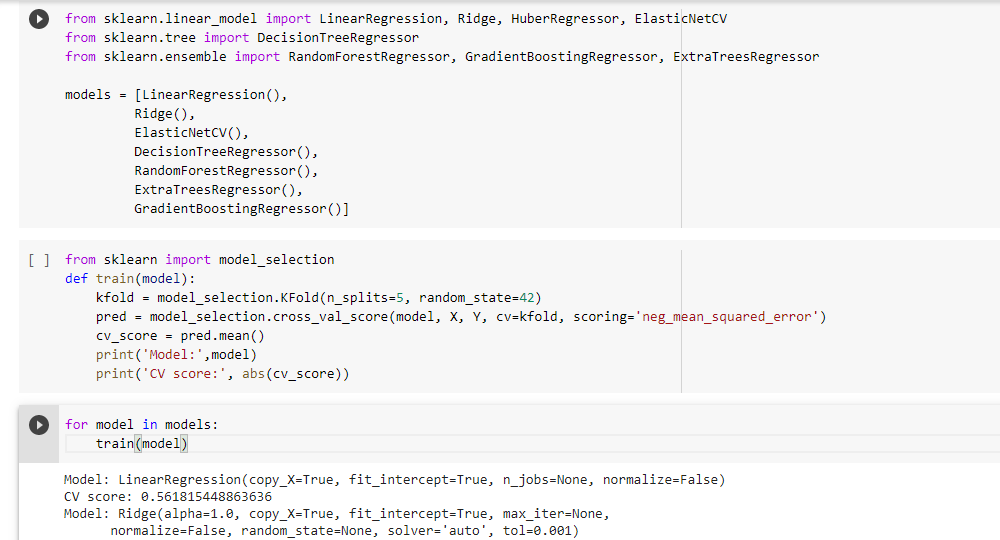 from sklearn.linear_model import LinearRegression, Ridge, HuberRegressor, ElasticNetCV
from sklearn.tree import DecisionTreeRegressor
from sklearn.ensemble import RandomForestRegressor, GradientBoostingRegressor, ExtraTreesRegressor
models = [LinearRegression(),
Ridge(),
ElasticNetCV(),
DecisionTreeRegressor(),
RandomForestRegressor(),
ExtraTreesRegressor(),
GradientBoostingRegressor()]
[ ] from sklearn import model_selection
def train(model):
kfold = model_selection.KFold(n_splits=5, random_state=42)
pred = model_selection.cross_val_score(model, X, Y, cv=kfold, scoring='neg_mean_squared_error')
cv_score = pred.mean()
print('Model:',model)
print('CV score:', abs(cv_score))
for model in models:
train(model)
Model: LinearRegression(copy_X=True, fit_intercept=True, n_jobs=None, normalize=False)
CV score: 0.561815448863636
Model: Ridge(alpha=1.0, copy_X=True, fit_intercept=True, max_iter=None,
normalize=False, random_state=None, solver='auto', tol=0.001)